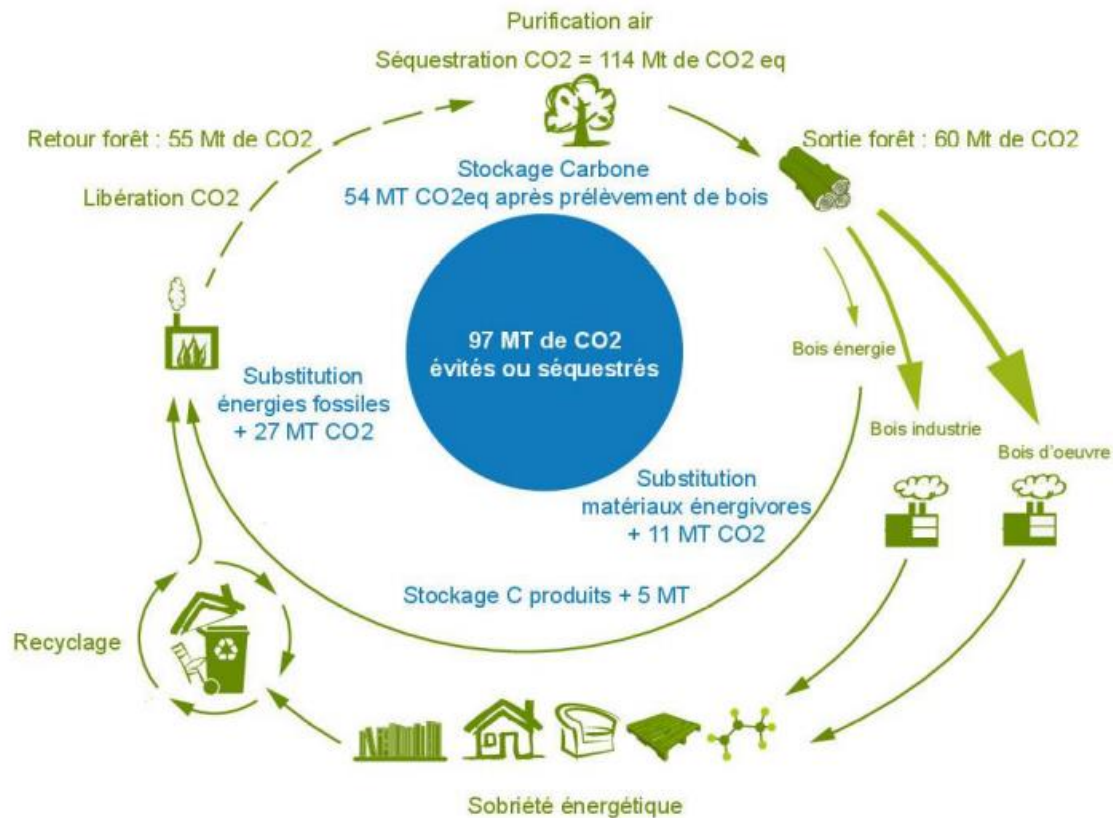 Purification air
Séquestration CO2 = 114 Mt de CO2 eq
Retour forêt : 55 Mt de CO2
Sortie forêt : 60 Mt de CO2
Stockage Carbone
54 MT CO2eq après prélèvement de bois
Libération CO2
97 MT de CO2
évités ou séquestrés
Bois énergie
Substitution
énergies fossiles
+ 27 MT CO2
Bois industrie
Bois d'oeuvre
Substitution
matériaux énergivores
+ 11 MT CO2
Stockage C produits + 5 MT
Recyclage
Sobriété énergétique